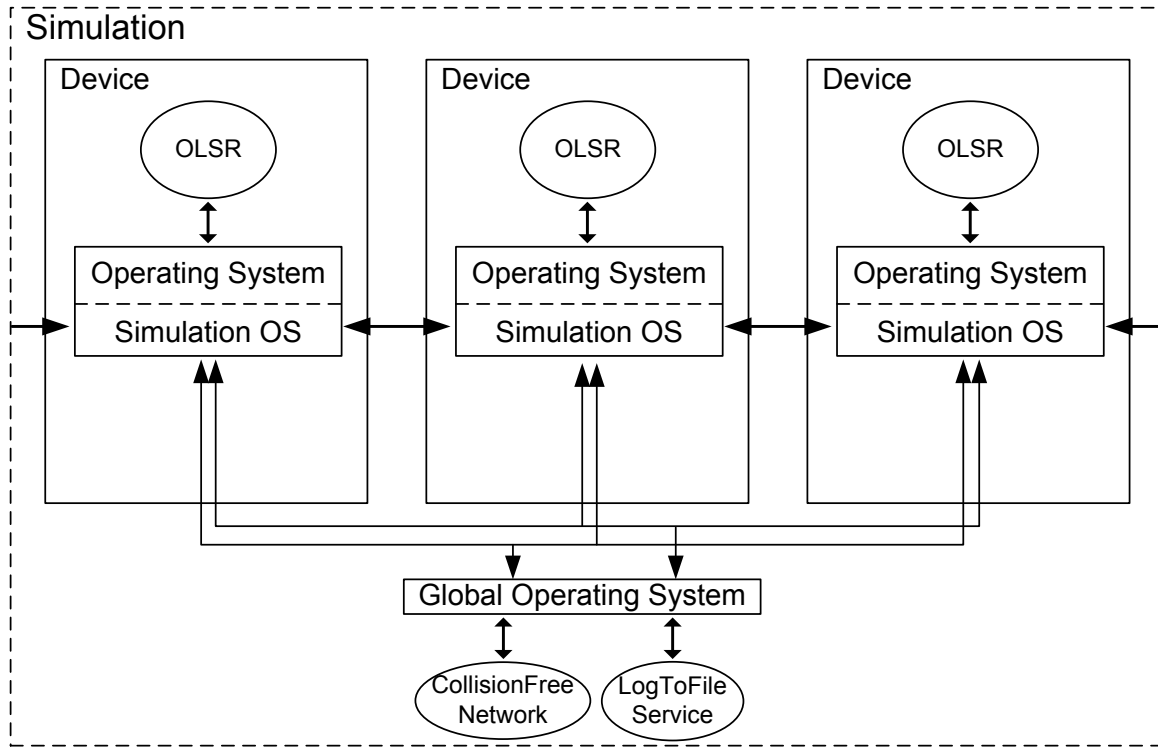 Simulation
Device
Device
Device
OLSR
OLSR
OLSR
Operating System
Operating System
Operating System
Simulation OS
Simulation OS
Simulation OS
Global Operating System
CollisionFree
Network
LogToFile
Service